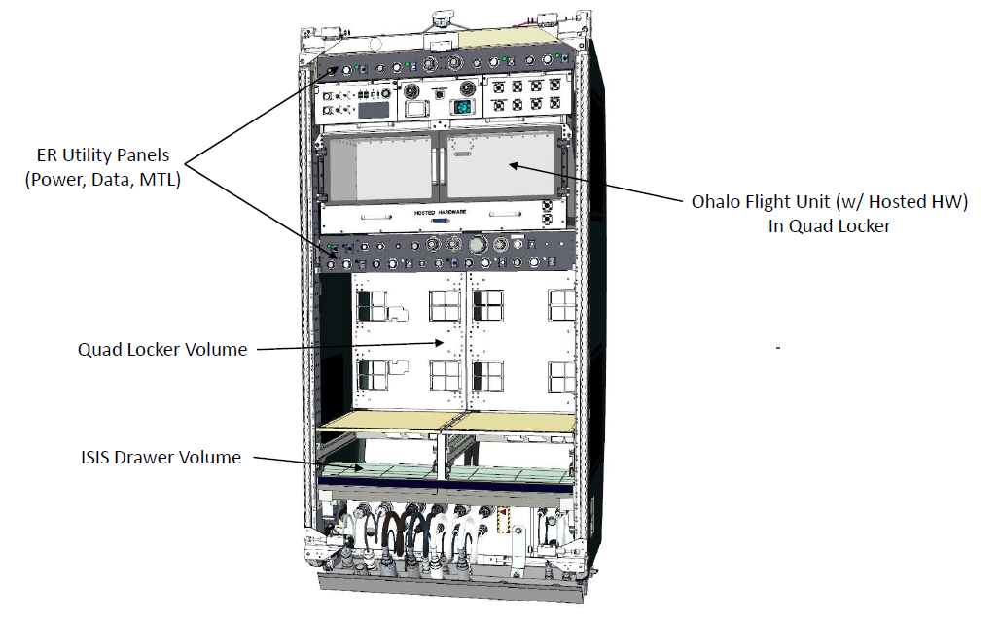 ER Utility Panels
(Power, Data, MTL)
HOSTED HARDWARE
Ohalo Flight Unit (w/ Hosted HW)
In Quad Locker
Quad Locker Volume
-
ISIS Drawer Volume